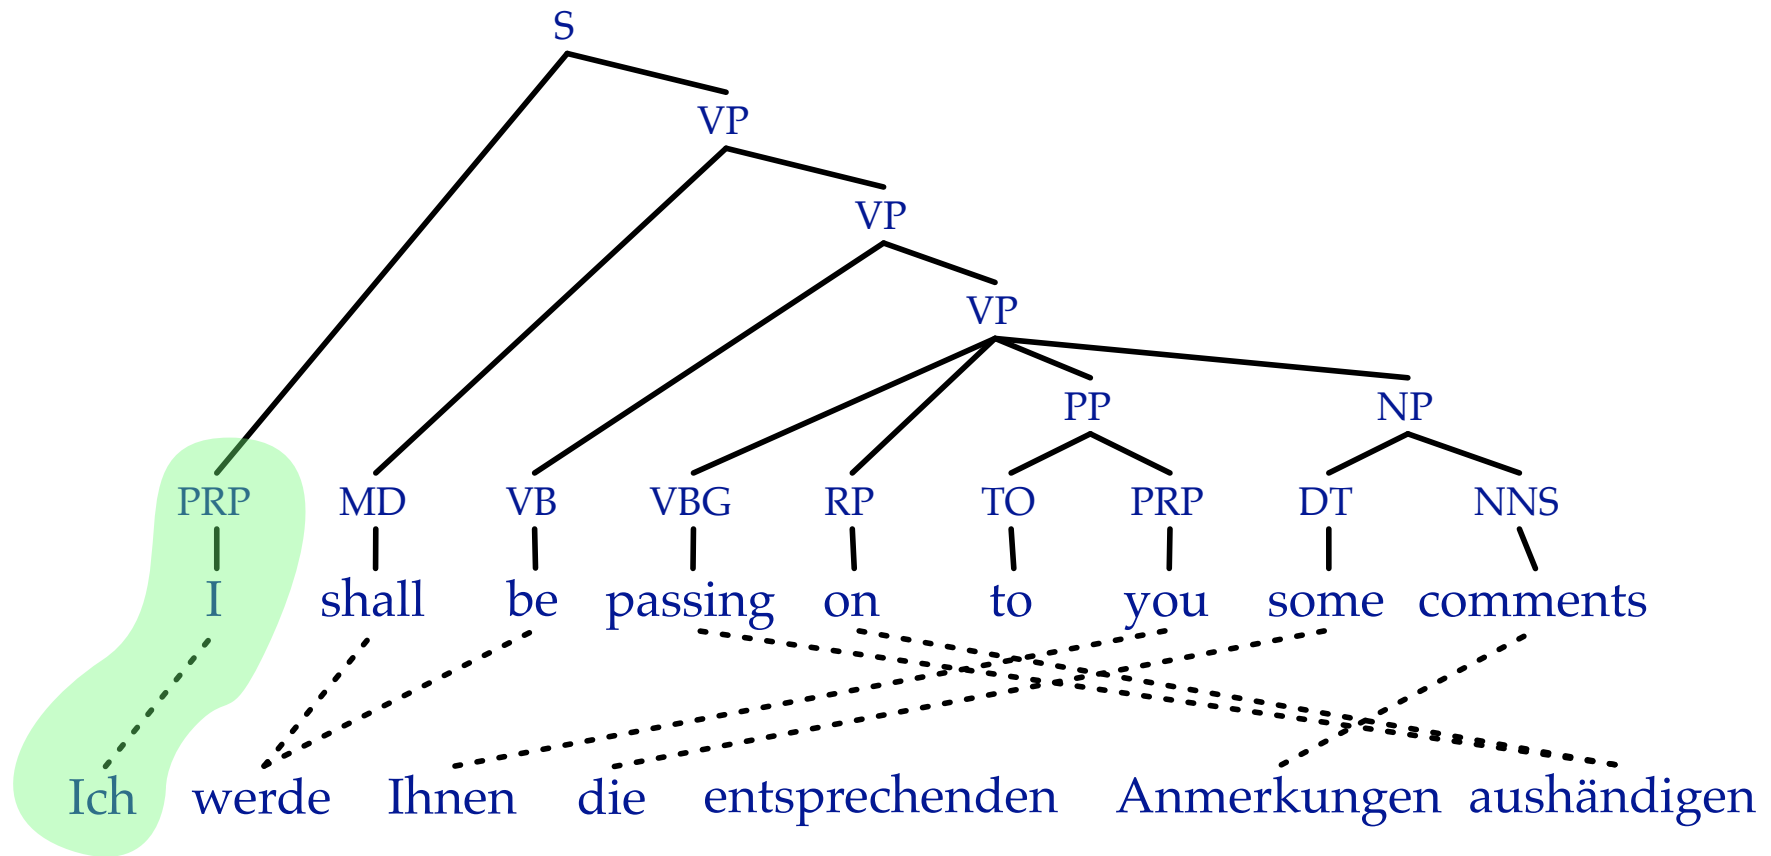 S
VP
VP
VP
PP NP
PRP MD VB VBG RP TO PRP DT NNS
I shall be passing on to you some comments
Ich werde Ihnen die entsprechenden Anmerkungen aushändigen